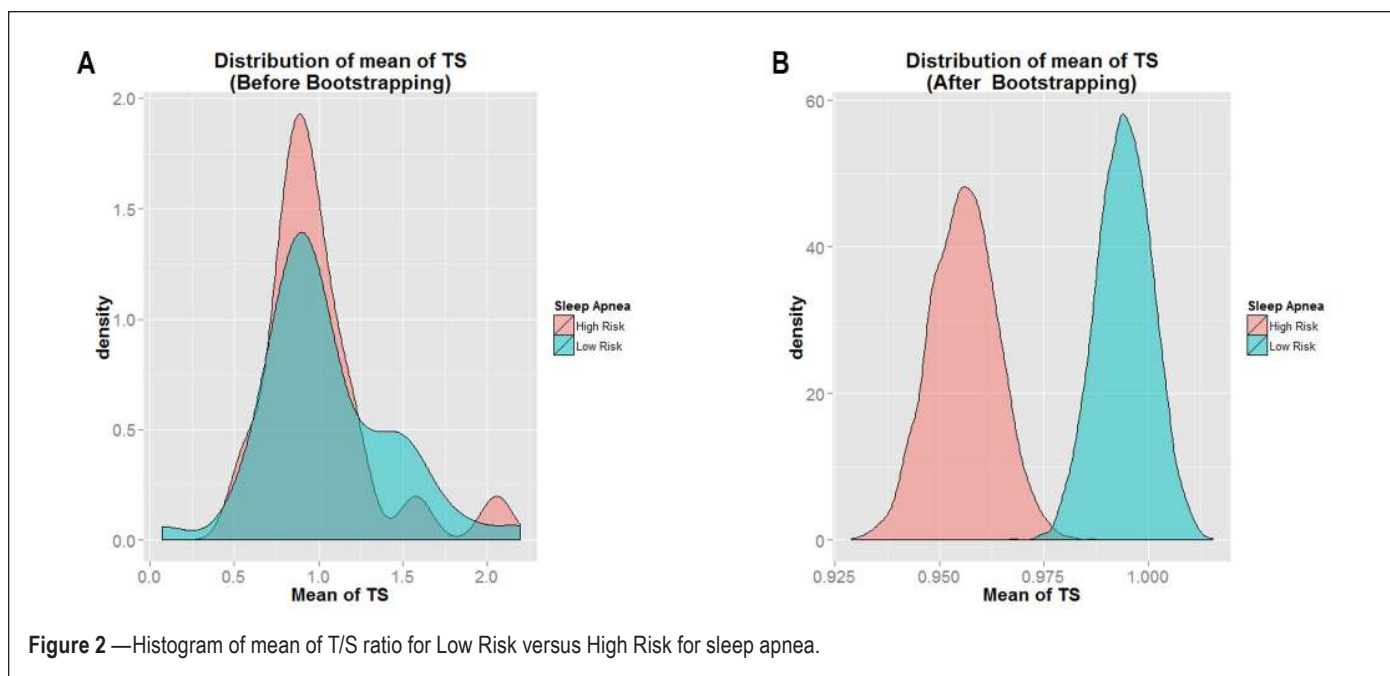 A
Distribution of mean of TS
(Before Bootstrapping)
2.0
1.5
1.0
0.5
0.0
density
0.0 0.5 1.0 1.5 2.0
Mean of TS
Sleep Apnea
High Risk
Low Risk
B
Distribution of mean of TS
(After Bootstrapping)
60
40
20
0
density
0.925 0.950 0.975 1.000
Mean of TS
Sleep Apnea
High Risk
Low Risk
Figure 2 —Histogram of mean of T/S ratio for Low Risk versus High Risk for sleep apnea.